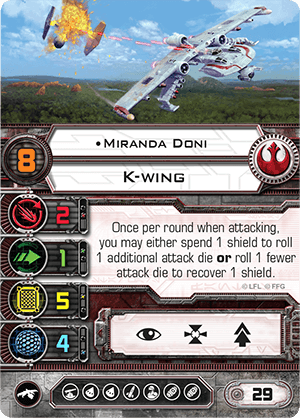 •Miranda Doni
8
K-wing
2
1
5
4
Once per round when attacking,
you may either spend 1 shield to roll
1 additional attack die or roll 1 fewer
attack die to recover 1 shield.
©LFL ©FFG
29